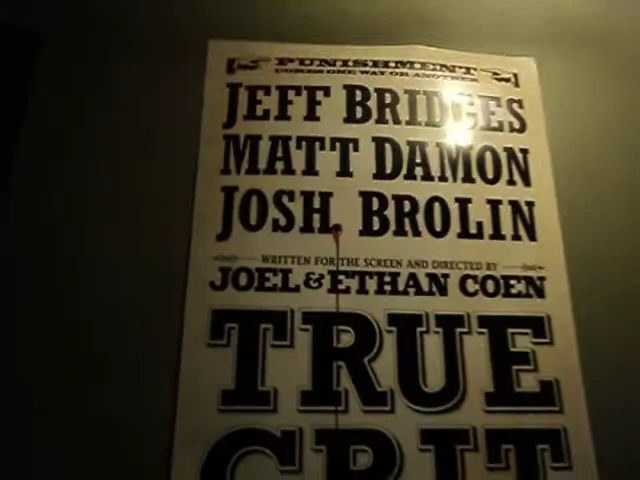 PUNISHMENT
COMES ONE WAY OR ANOTHER
JEFF BRIDGES
MATT DAMON
JOSH BROLIN
WRITTEN FOR THE SCREEN AND DIRECTED BY
JOEL & ETHAN COEN
TRUE
GRIT